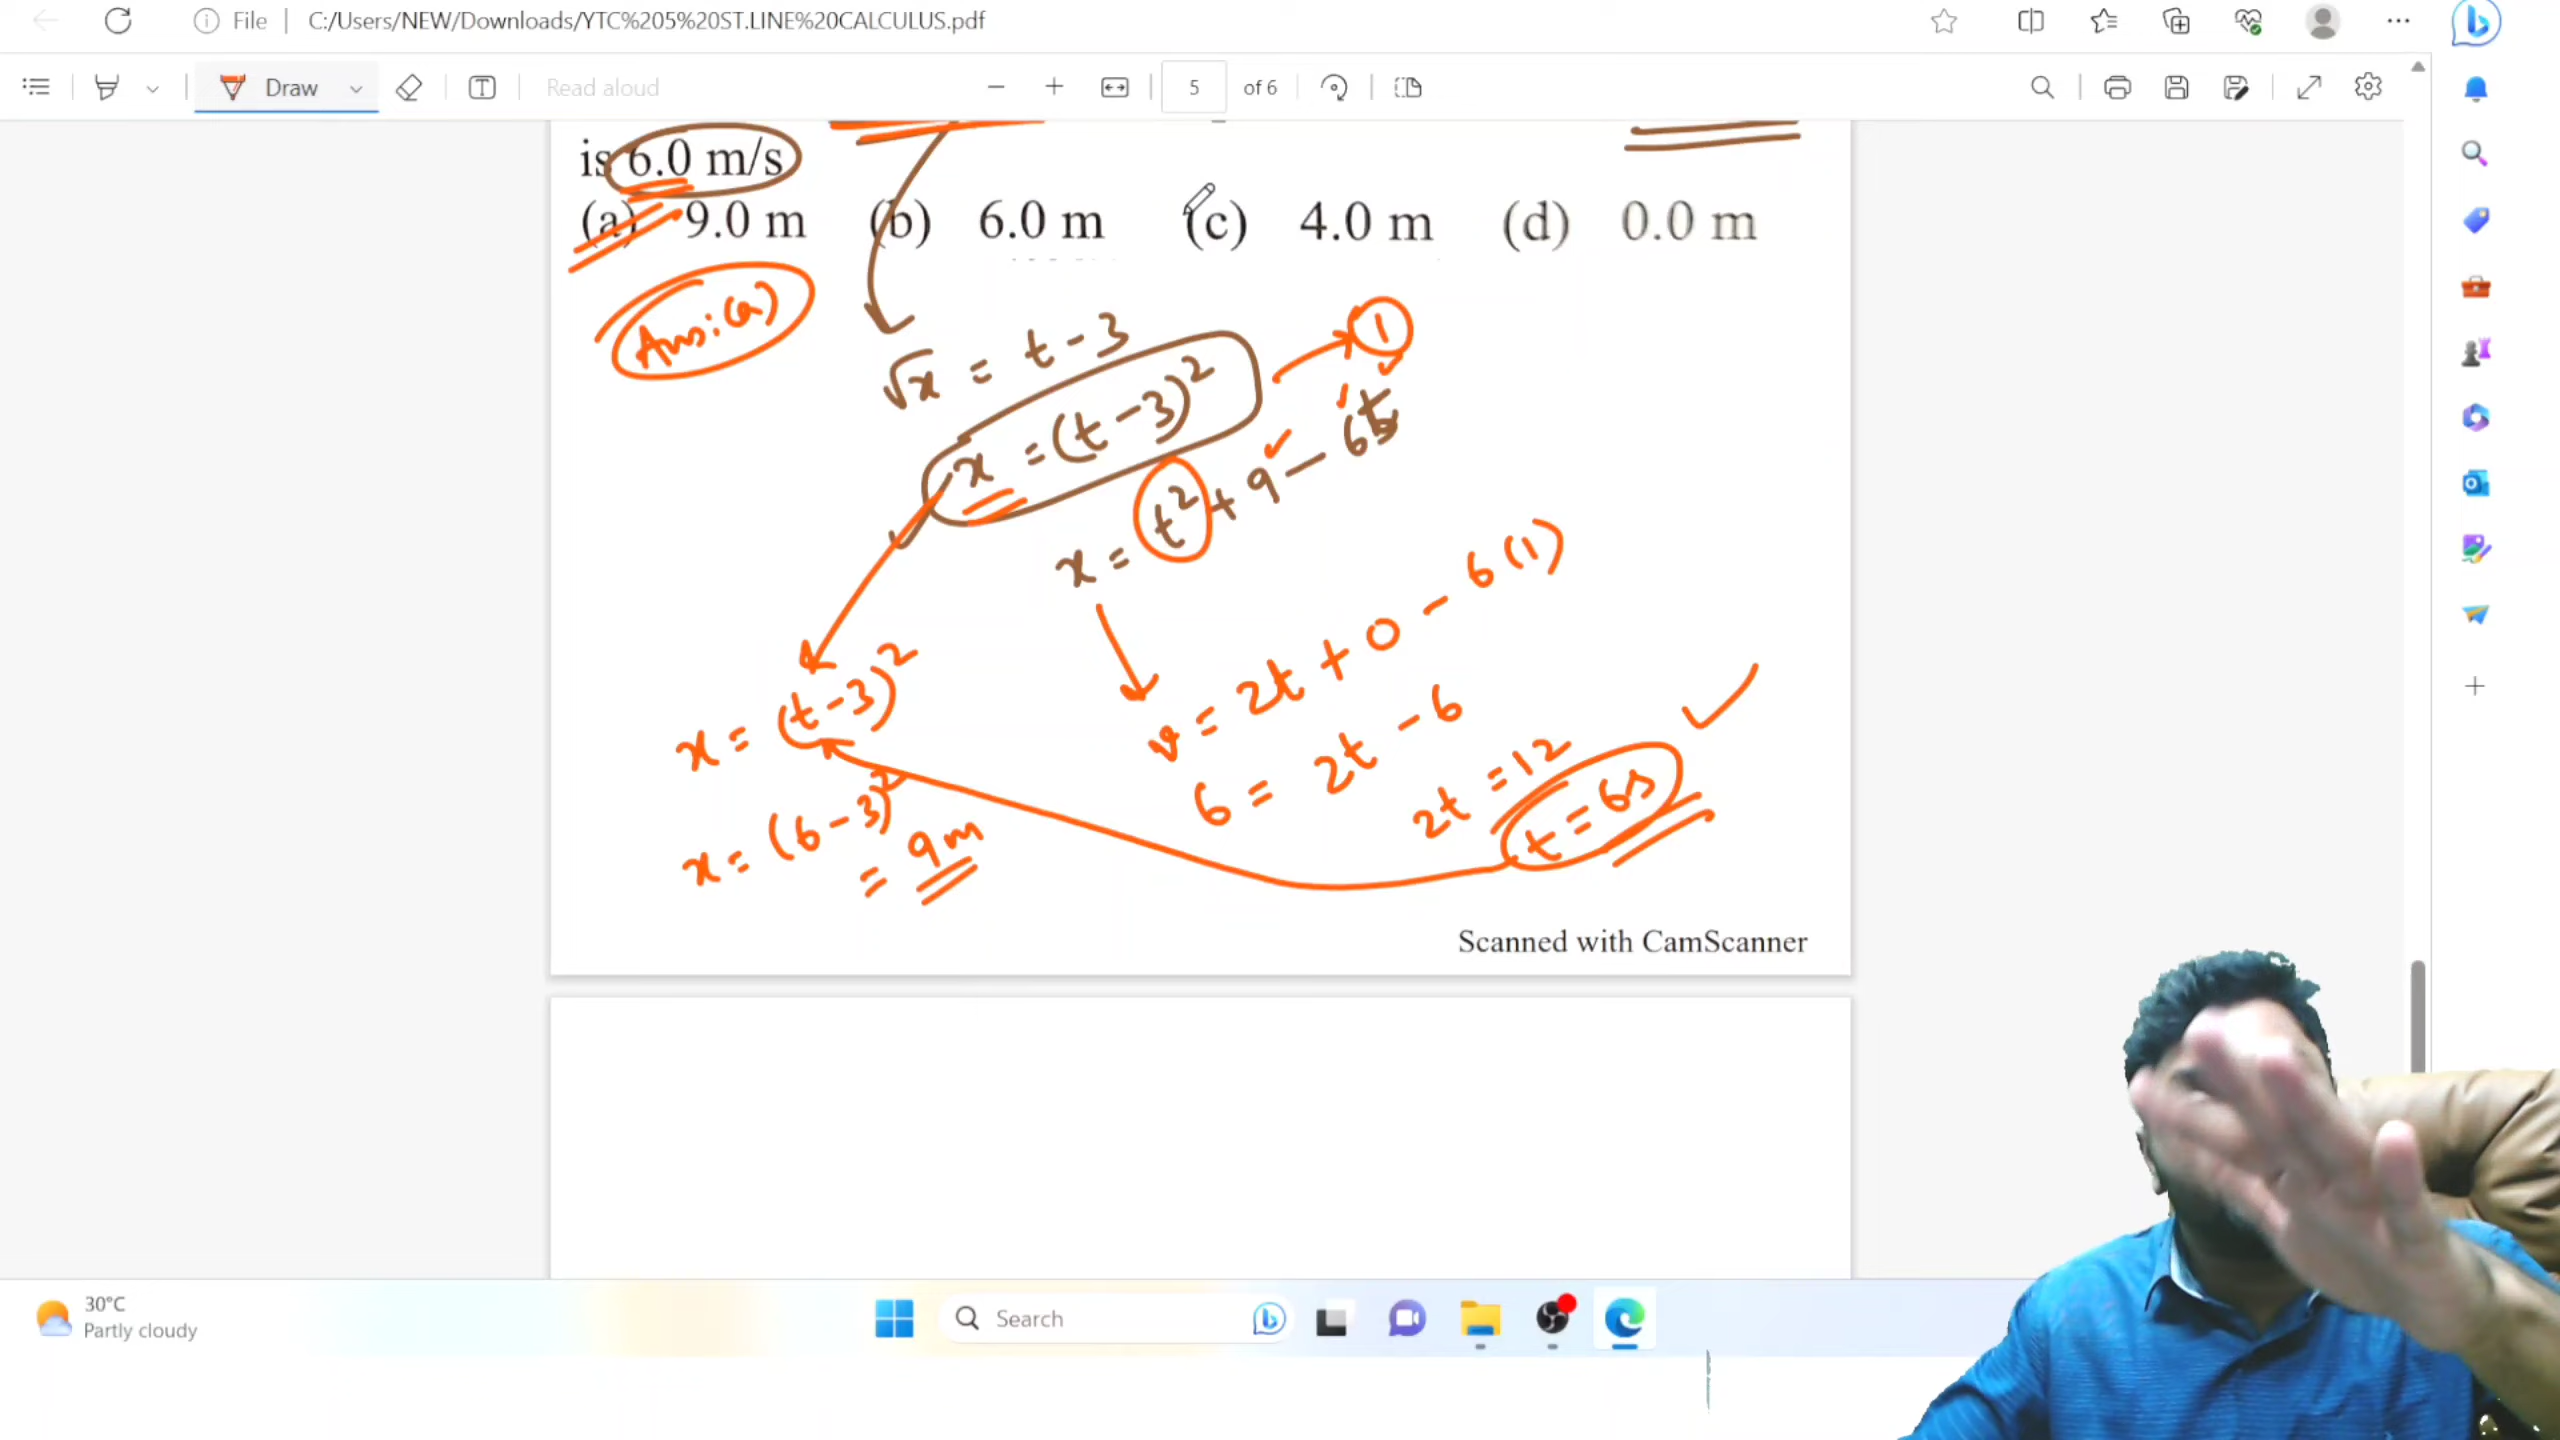 File | C:/Users/NEW/Downloads/YTC%205%20ST.LINE%20CALCULUS.pdf
Draw
Read aloud
5 of 6
is 6.0 m/s
(a) 9.0 m (b) 6.0 m (c) 4.0 m (d) 0.0 m
Ans: (a)
√x = t - 3
x = (t - 3)² → 1
x = t² + 9 - 6t
v = 2t + 0 - 6(1)
6 = 2t - 6
2t = 12
t = 6s
x = (t - 3)²
x = (6 - 3)²
= 9m
Scanned with CamScanner
30°C
Partly cloudy
Search